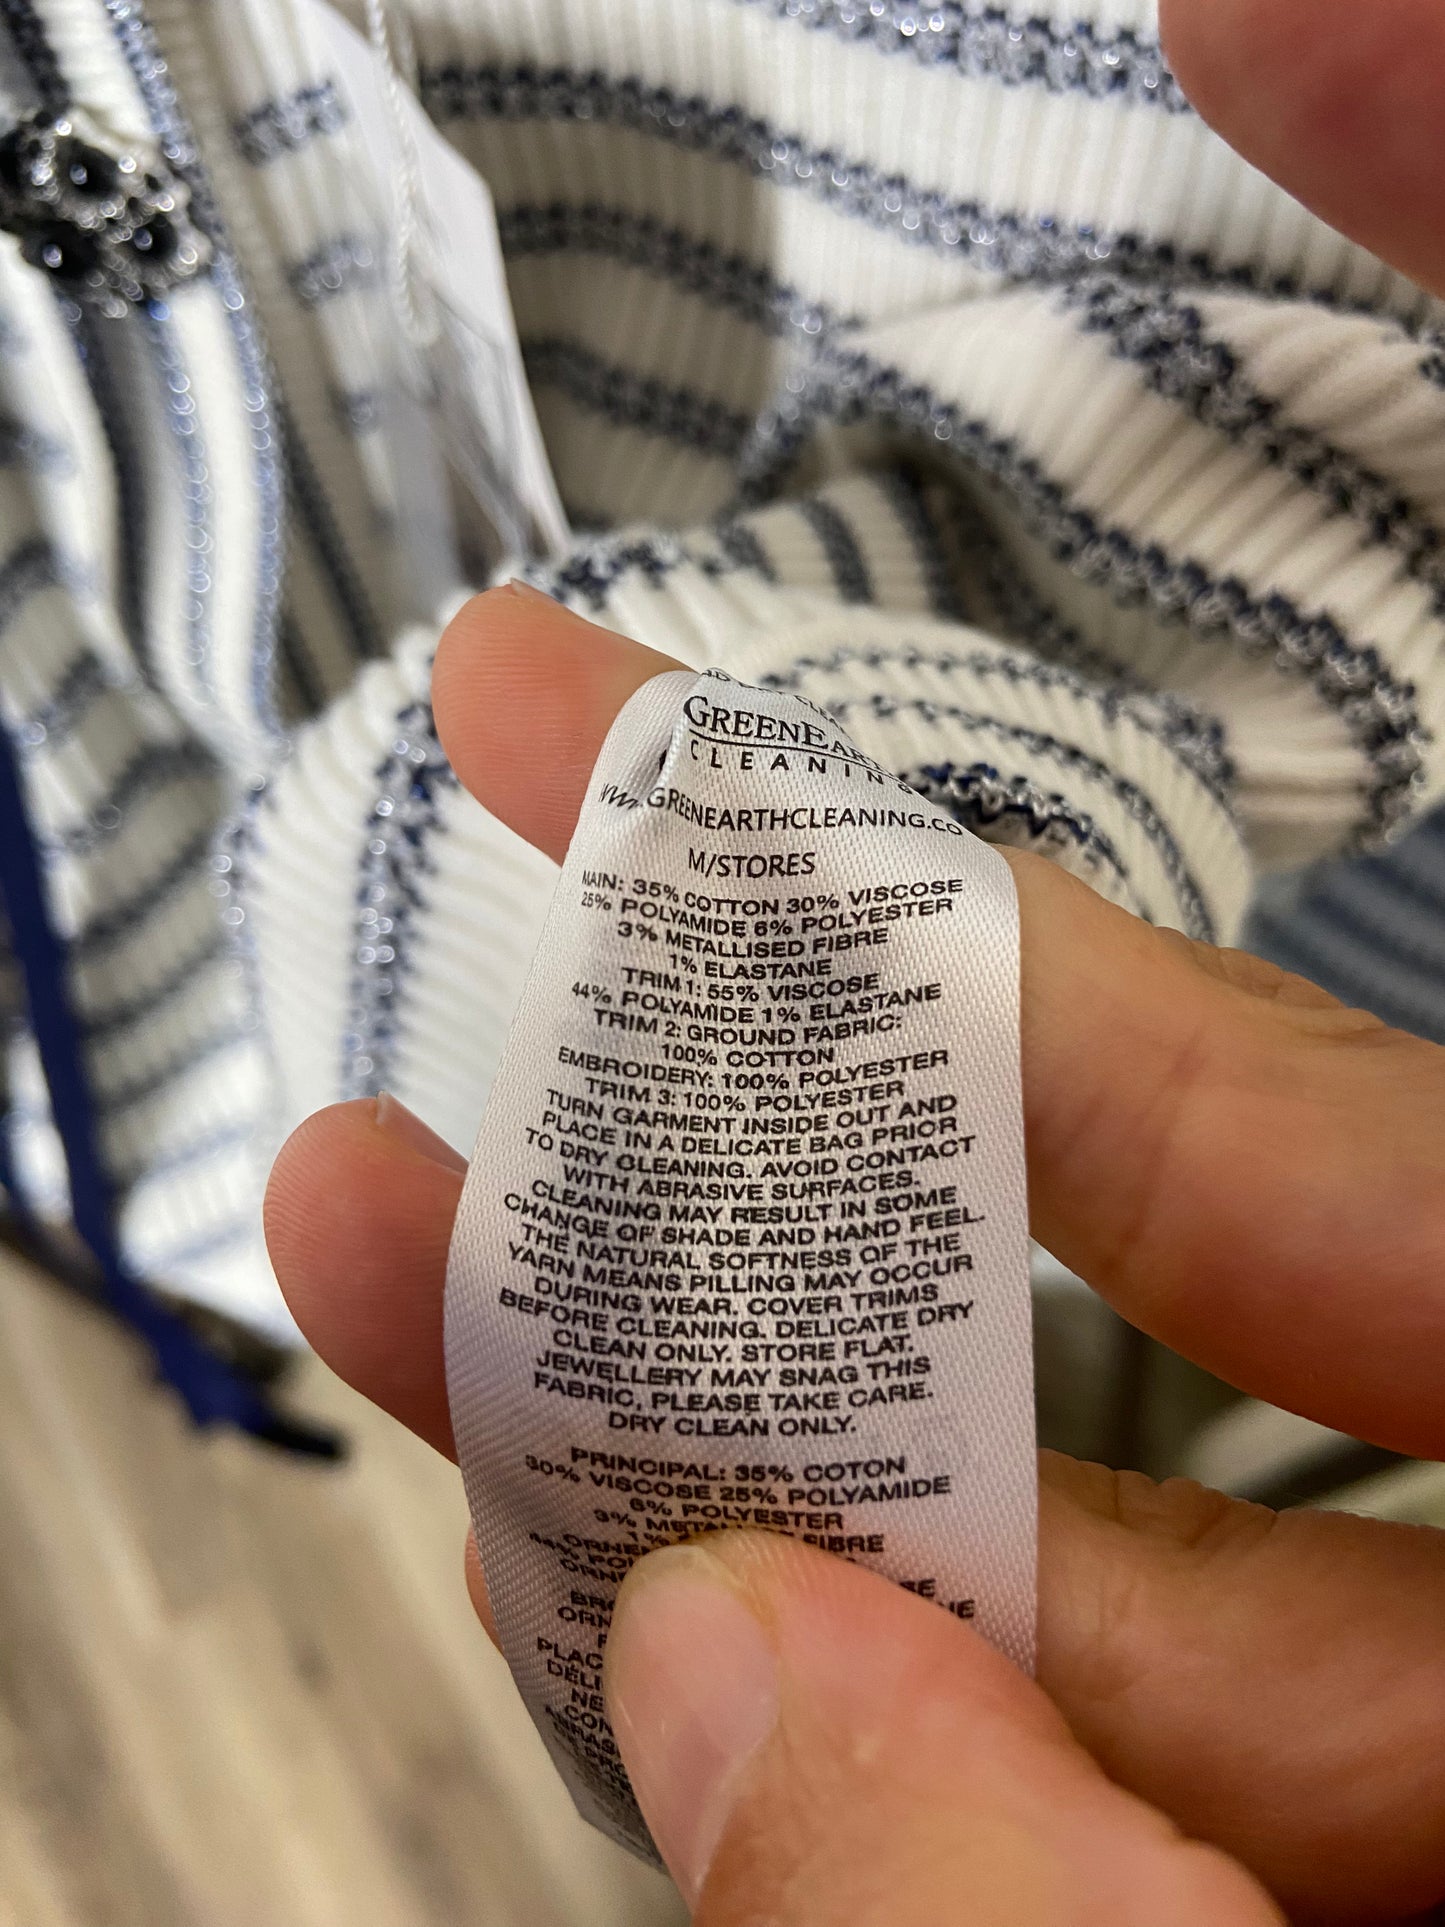 GREENEAR
CLEANING
GREENEARTHCLEANING.CO
M/STORES
MAIN: 35% COTTON 30% VISCOSE
25% POLYAMIDE 6% POLYESTER
3% METALLISED FIBRE
1% ELASTANE
TRIM 1: 55% VISCOSE
44% POLYAMIDE 1% ELASTANE
TRIM 2: GROUND FABRIC:
100% COTTON
EMBROIDERY: 100% POLYESTER
TRIM 3: 100% POLYESTER
TURN GARMENT INSIDE OUT AND
PLACE IN A DELICATE BAG PRIOR
TO DRY CLEANING. AVOID CONTACT
WITH ABRASIVE SURFACES.
CLEANING MAY RESULT IN SOME
CHANGE OF SHADE AND HAND FEEL.
THE NATURAL SOFTNESS OF THE
YARN MEANS PILLING MAY OCCUR
DURING WEAR. COVER TRIMS
BEFORE CLEANING. DELICATE DRY
CLEAN ONLY. STORE FLAT.
JEWELLERY MAY SNAG THIS
FABRIC, PLEASE TAKE CARE.
DRY CLEAN ONLY.
PRINCIPAL: 35% COTON
30% VISCOSE 25% POLYAMIDE
6% POLYESTER
3% FIBRE
1%
44%